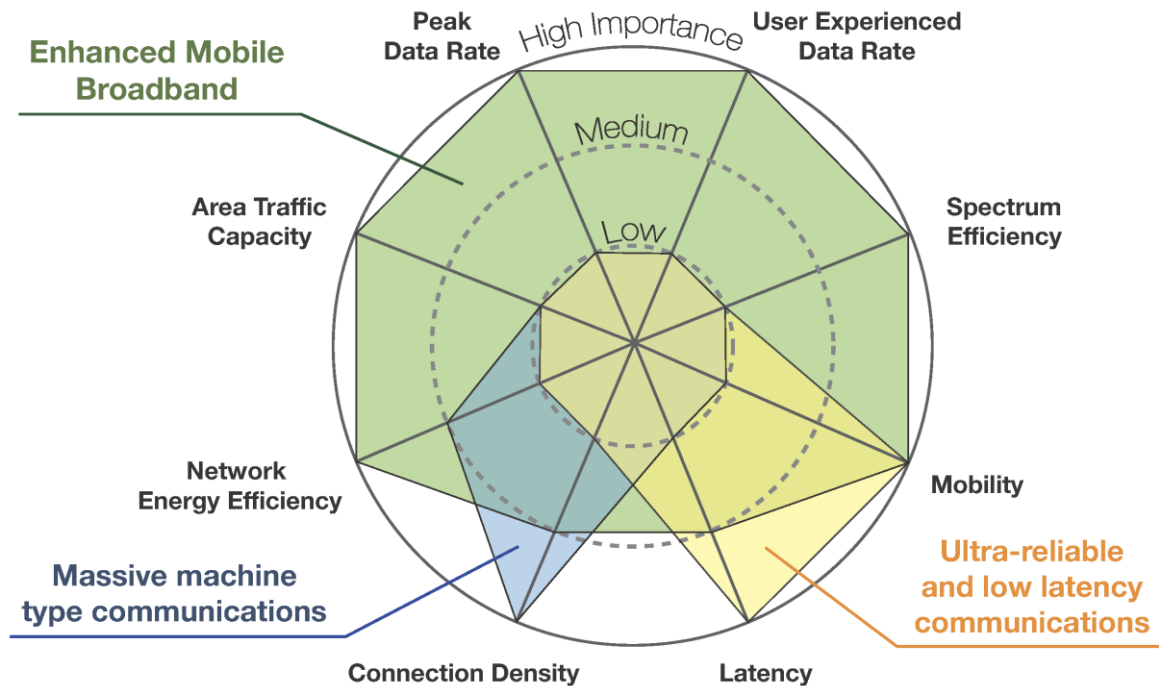 Peak
Data Rate
High Importance
User Experienced
Data Rate
Enhanced Mobile
Broadband
Medium
Area Traffic
Capacity
Low
Spectrum
Efficiency
Network
Energy Efficiency
Mobility
Massive machine
type communications
Ultra-reliable
and low latency
communications
Connection Density
Latency